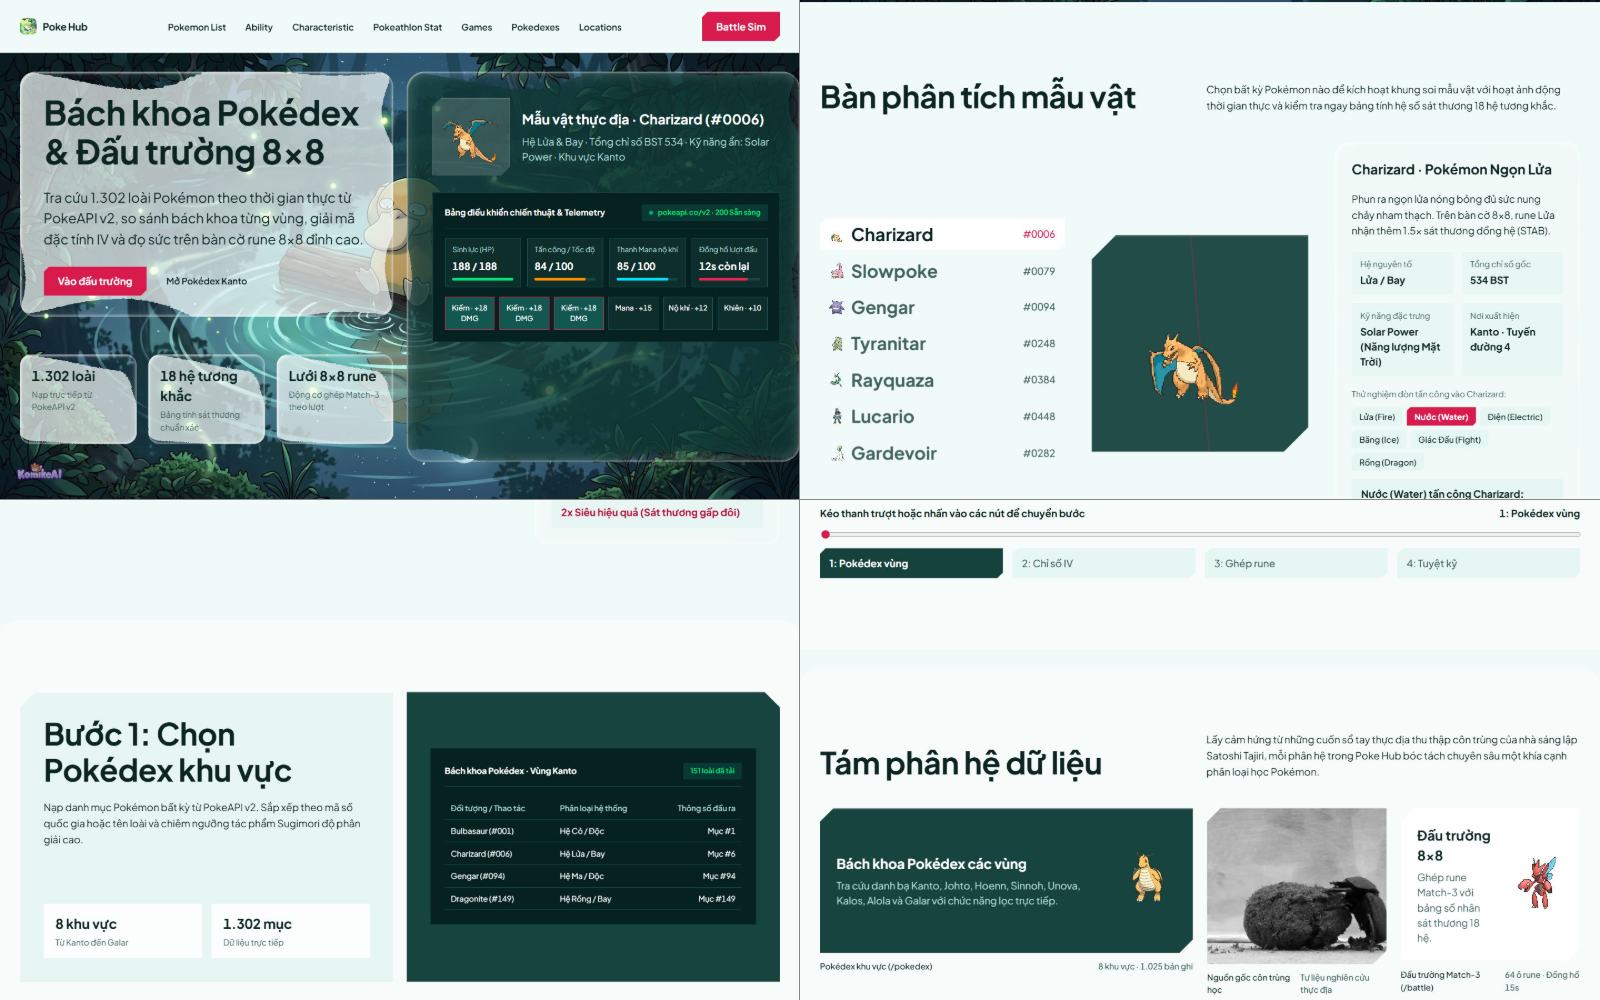 Poke Hub
Pokemon List
Ability
Characteristic
Pokeathlon Stat
Games
Pokedexes
Locations
Battle Sim
Bách khoa Pokédex
& Đấu trường 8×8
Tra cứu 1.302 loài Pokémon theo thời gian thực từ
PokeAPI v2, so sánh bách khoa từng vùng, giải mã
đặc tính IV và đọ sức trên bàn cờ rune 8×8 đỉnh cao.
Vào đấu trường
Mở Pokédex Kanto
1.302 loài
Nạp trực tiếp từ
PokeAPI v2
18 hệ tương
khắc
Bảng tính sát thương
chuẩn xác
Lưới 8×8 rune
Động cơ ghép Match-3
theo lượt
KomikoAI
Mẫu vật thực địa · Charizard (#0006)
Hệ Lửa & Bay · Tổng chỉ số BST 534 · Kỹ năng ẩn: Solar
Power · Khu vực Kanto
Bảng điều khiển chiến thuật & Telemetry
pokeapi.co/v2 · 200 Sẵn sàng
Sinh lực (HP)
188 / 188
Tấn công / Tốc độ
84 / 100
Thanh Mana nộ khí
85 / 100
Đồng hồ lượt đấu
12s còn lại
Kiếm · +18
DMG
Kiếm · +18
DMG
Kiếm · +18
DMG
Mana · +15
Nộ khí · +12
Khiên · +10
Bàn phân tích mẫu vật
Chọn bất kỳ Pokémon nào để kích hoạt khung soi mẫu vật với hoạt ảnh động
thời gian thực và kiểm tra ngay bảng tính hệ số sát thương 18 hệ tương khắc.
Charizard #0006
Slowpoke #0079
Gengar #0094
Tyranitar #0248
Rayquaza #0384
Lucario #0448
Gardevoir #0282
Charizard · Pokémon Ngọn Lửa
Phun ra ngọn lửa nóng bỏng đủ sức nung
chảy nham thạch. Trên bàn cờ 8×8, rune Lửa
nhận thêm 1.5× sát thương đồng hệ (STAB).
Hệ nguyên tố
Lửa / Bay
Tổng chỉ số gốc
534 BST
Kỹ năng đặc trưng
Solar Power
(Năng lượng Mặt
Trời)
Nơi xuất hiện
Kanto · Tuyến
đường 4
Thử nghiệm đòn tấn công vào Charizard:
Lửa (Fire)
Nước (Water)
Điện (Electric)
Băng (Ice)
Giác Đấu (Fight)
Rồng (Dragon)
Nước (Water) tấn công Charizard:
2x Siêu hiệu quả (Sát thương gấp đôi)
Bước 1: Chọn
Pokédex khu vực
Nạp danh mục Pokémon bất kỳ từ PokeAPI v2. Sắp xếp theo mã số
quốc gia hoặc tên loài và chiêm ngưỡng tác phẩm Sugimori độ phân
giải cao.
8 khu vực
Từ Kanto đến Galar
1.302 mục
Dữ liệu trực tiếp
Bách khoa Pokédex · Vùng Kanto
151 loài đã tải
Đối tượng / Thao tác
Phân loại hệ thống
Thông số đầu ra
Bulbasaur (#001) Hệ Cỏ / Độc Mục #1
Charizard (#006) Hệ Lửa / Bay Mục #6
Gengar (#094) Hệ Ma / Độc Mục #94
Dragonite (#149) Hệ Rồng / Bay Mục #149
Kéo thanh trượt hoặc nhấn vào các nút để chuyển bước
1: Pokédex vùng
1: Pokédex vùng
2: Chỉ số IV
3: Ghép rune
4: Tuyệt kỹ
Tám phân hệ dữ liệu
Lấy cảm hứng từ những cuốn sổ tay thực địa thu thập côn trùng của nhà sáng lập
Satoshi Tajiri, mỗi phân hệ trong Poke Hub bóc tách chuyên sâu một khía cạnh
phân loại học Pokémon.
Bách khoa Pokédex các vùng
Tra cứu danh bạ Kanto, Johto, Hoenn, Sinnoh, Unova,
Kalos, Alola và Galar với chức năng lọc trực tiếp.
Pokédex khu vực (/pokedex)
8 khu vực · 1.025 bản ghi
Nguồn gốc côn trùng
học
Tư liệu nghiên cứu
thực địa
Đấu trường
8×8
Ghép rune
Match-3 với
bảng số nhân
sát thương 18
hệ.
Đấu trường Match-3
(/battle)
64 ô rune · Đồng hồ
15s